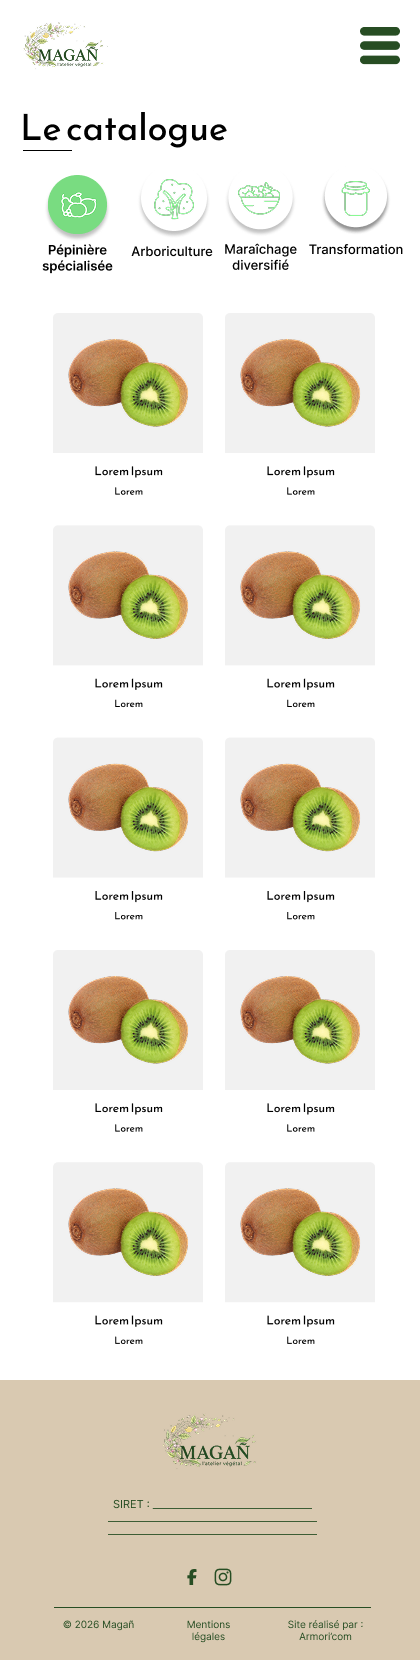 MAGAÑ
l'atelier végétal
Le catalogue
Pépinière
spécialisée
Arboriculture
Maraîchage
diversifié
Transformation
Lorem Ipsum
Lorem
Lorem Ipsum
Lorem
Lorem Ipsum
Lorem
Lorem Ipsum
Lorem
Lorem Ipsum
Lorem
Lorem Ipsum
Lorem
Lorem Ipsum
Lorem
Lorem Ipsum
Lorem
Lorem Ipsum
Lorem
Lorem Ipsum
Lorem
MAGAÑ
l'atelier végétal
SIRET :
© 2026 Magañ
Mentions
légales
Site réalisé par :
Armori'com